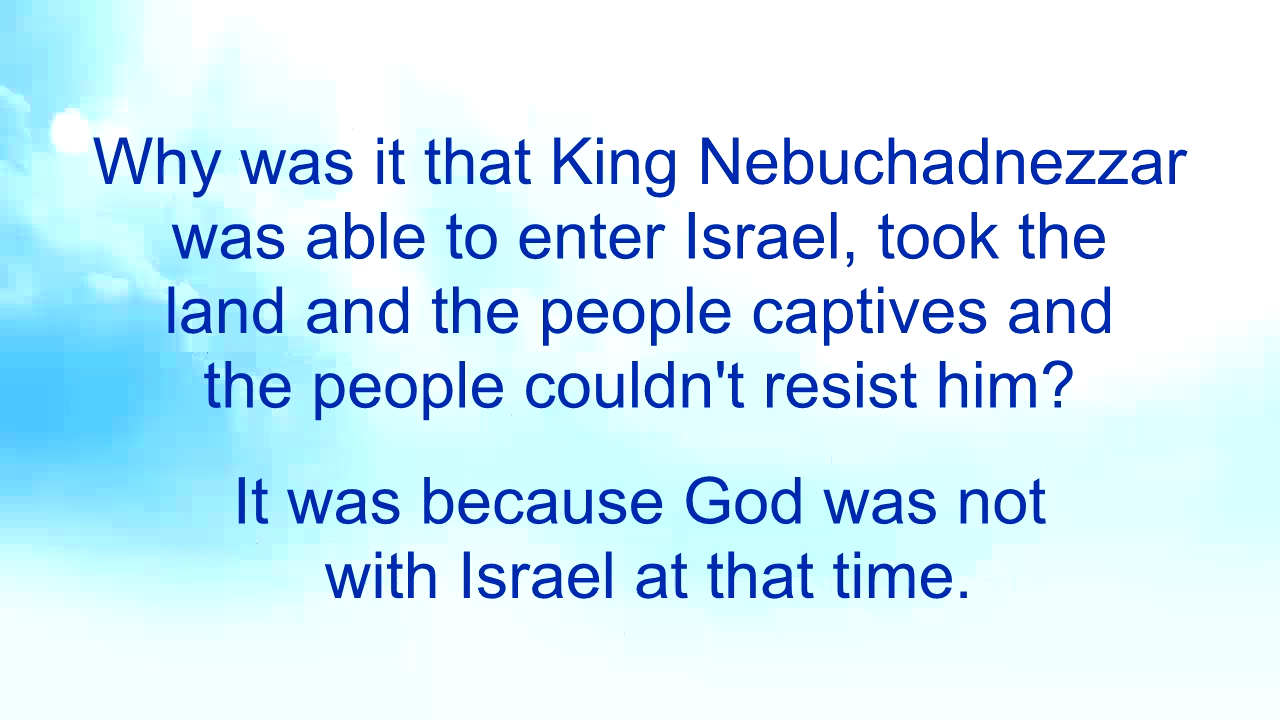 Why was it that King Nebuchadnezzar
was able to enter Israel, took the
land and the people captives and
the people couldn't resist him?
It was because God was not
with Israel at that time.